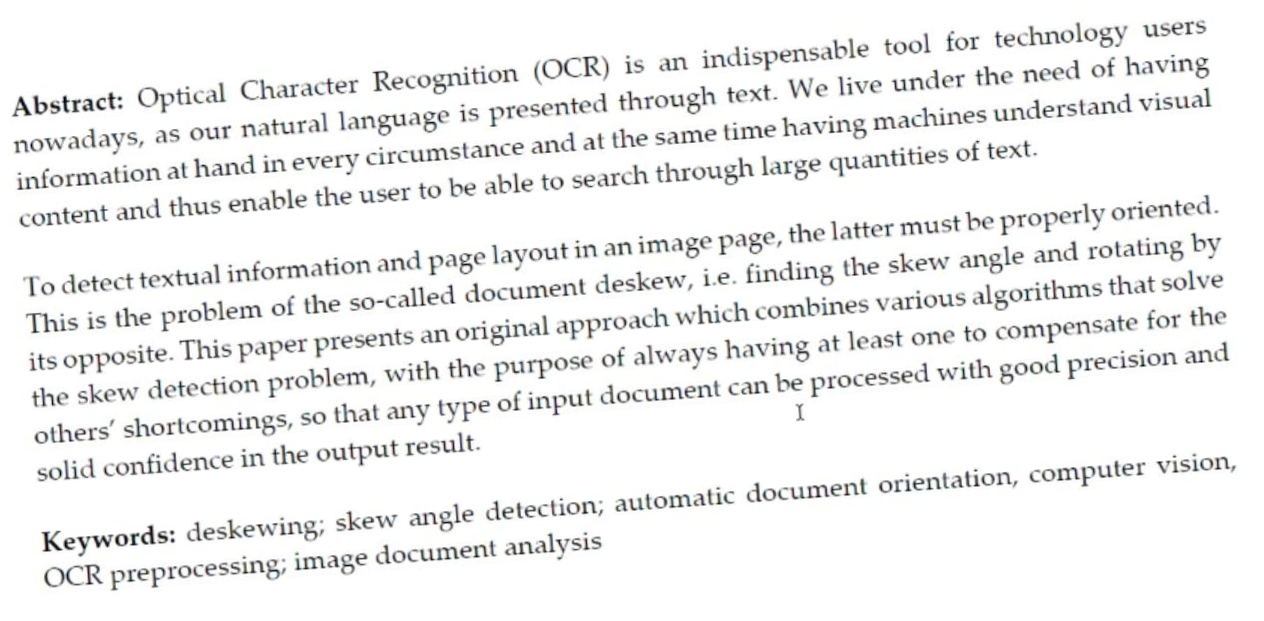 Abstract: Optical Character Recognition (OCR) is an indispensable tool for technology users
nowadays, as our natural language is presented through text. We live under the need of having
information at hand in every circumstance and at the same time having machines understand visual
content and thus enable the user to be able to search through large quantities of text.
To detect textual information and page layout in an image page, the latter must be properly oriented.
This is the problem of the so-called document deskew, i.e. finding the skew angle and rotating by
its opposite. This paper presents an original approach which combines various algorithms that solve
the skew detection problem, with the purpose of always having at least one to compensate for the
others' shortcomings, so that any type of input document can be processed with good precision and
solid confidence in the output result.
Keywords: deskewing; skew angle detection; automatic document orientation, computer vision,
OCR preprocessing; image document analysis